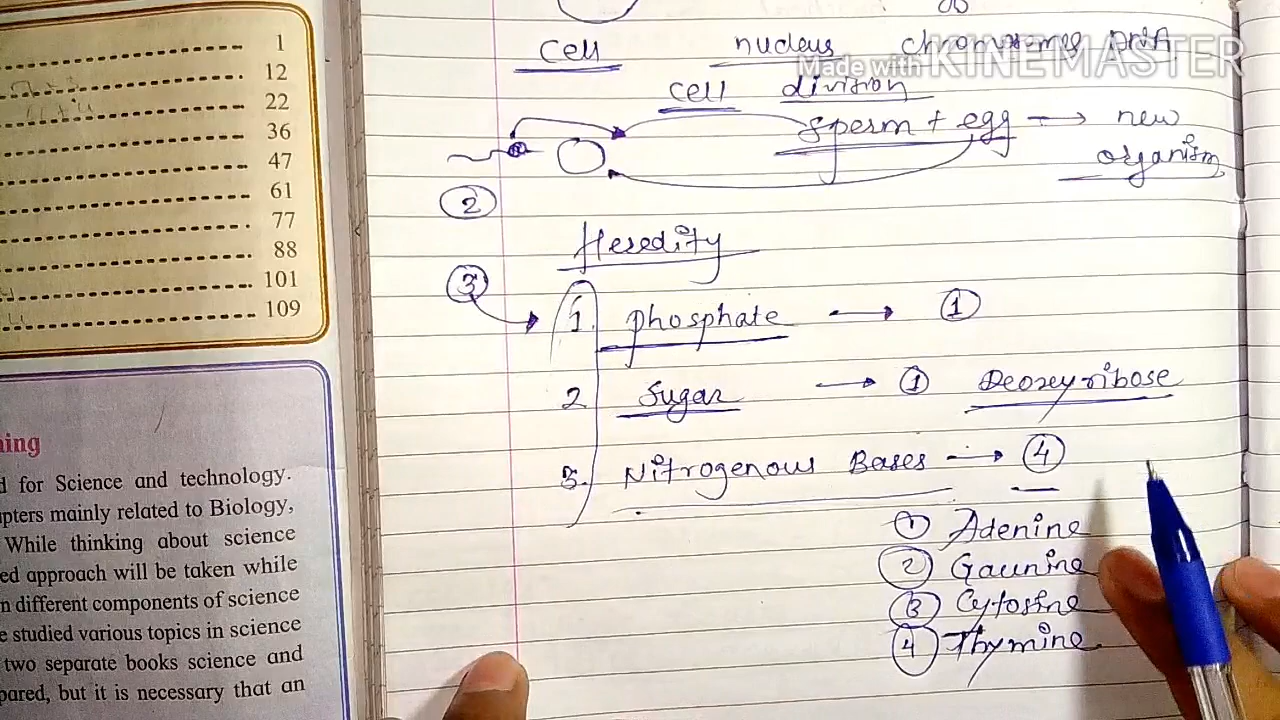 1
12
22
36
47
61
77
88
101
109
ning
d for Science and technology.
pters mainly related to Biology,
While thinking about science
ed approach will be taken while
n different components of science
e studied various topics in science
two separate books science and
pared, but it is necessary that an
Cell nucleus DNA
Made with KINEMASTER
cell division
sperm + egg → new
organism
2
Heredity
3
1. phosphate → 1
2 Sugar → 1 Deoxeyribose
3. Nitrogenous Bases → 4
1 Adenine
2 Gaunine
3 Cytosine
4 Thymine